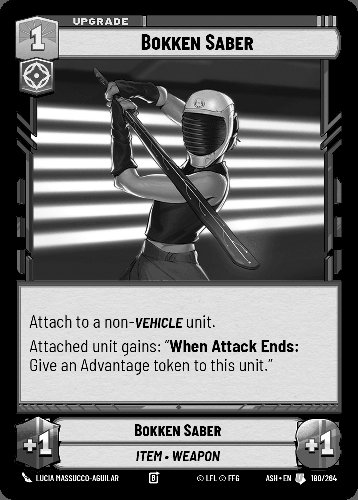 UPGRADE
1
BOKKEN SABER
Attach to a non-VEHICLE unit.
Attached unit gains: “When Attack Ends:
Give an Advantage token to this unit.”
+1
BOKKEN SABER
+1
ITEM • WEAPON
LUCIA MASSUCCO-AGUILAR
© LFL © FFG
ASH • EN
180/264